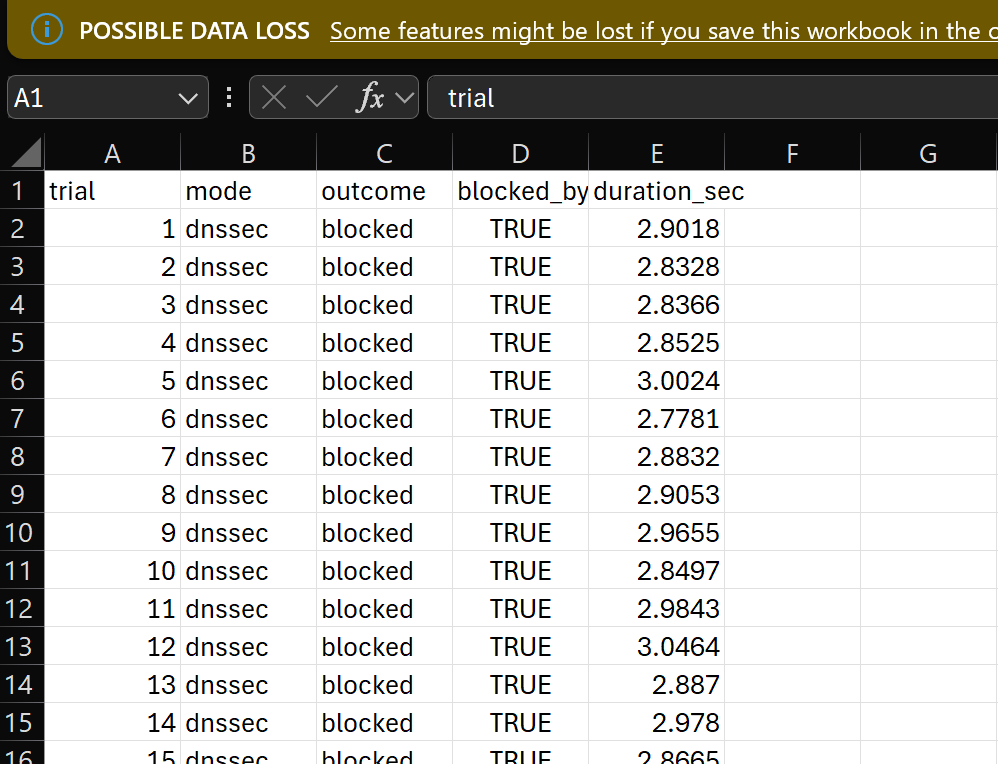 POSSIBLE DATA LOSS Some features might be lost if you save this workbook in the
A1 fx trial
A B C D E F G
1 trial mode outcome blocked_by duration_sec
2 1 dnssec blocked TRUE 2.9018
3 2 dnssec blocked TRUE 2.8328
4 3 dnssec blocked TRUE 2.8366
5 4 dnssec blocked TRUE 2.8525
6 5 dnssec blocked TRUE 3.0024
7 6 dnssec blocked TRUE 2.7781
8 7 dnssec blocked TRUE 2.8832
9 8 dnssec blocked TRUE 2.9053
10 9 dnssec blocked TRUE 2.9655
11 10 dnssec blocked TRUE 2.8497
12 11 dnssec blocked TRUE 2.9843
13 12 dnssec blocked TRUE 3.0464
14 13 dnssec blocked TRUE 2.887
15 14 dnssec blocked TRUE 2.978
16 15 dnssec blocked TRUE 2.8665